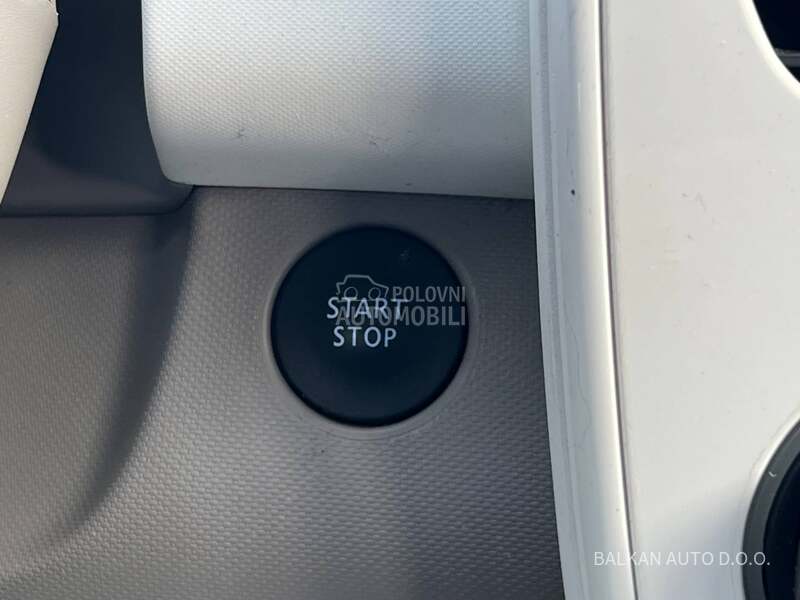 START
STOP
POLOVNI
AUTOMOBILI
BALKAN AUTO D.O.O.